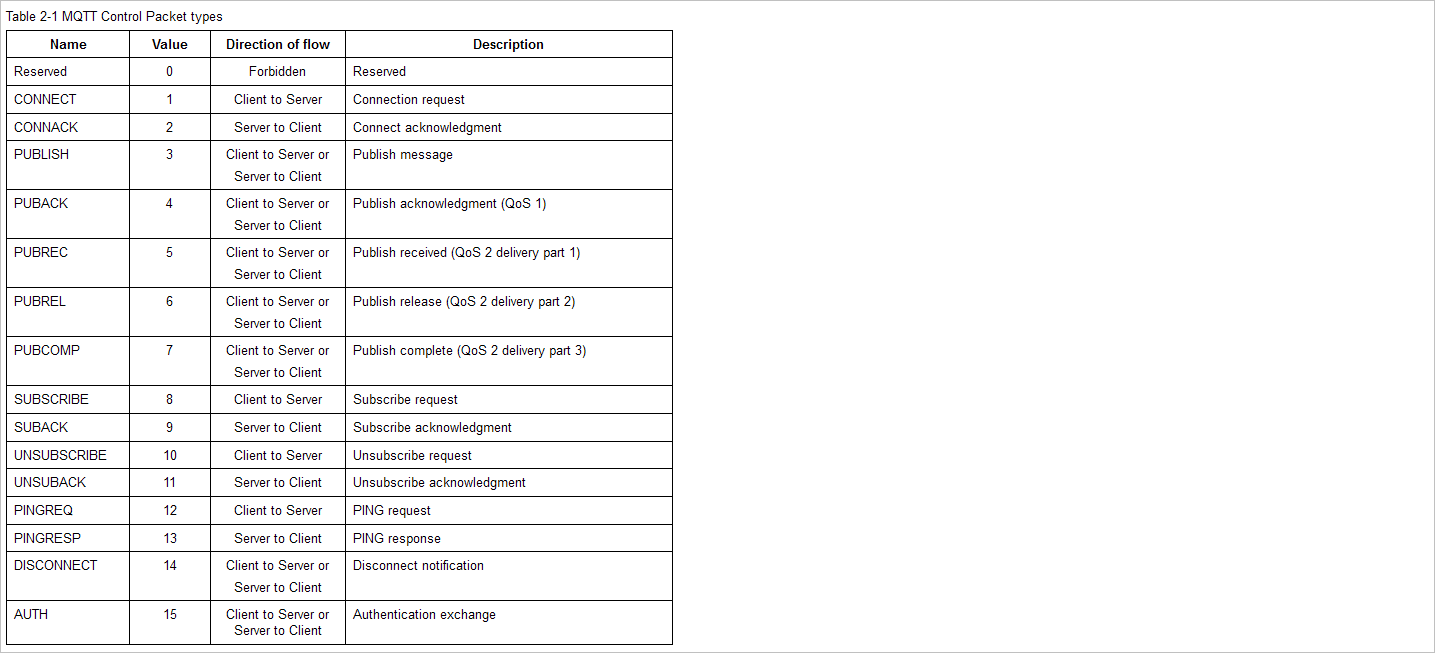 Table 2-1 MQTT Control Packet types
Name Value Direction of flow Description
Reserved 0 Forbidden Reserved
CONNECT 1 Client to Server Connection request
CONNACK 2 Server to Client Connect acknowledgment
PUBLISH 3 Client to Server or Publish message
Server to Client
PUBACK 4 Client to Server or Publish acknowledgment (QoS 1)
Server to Client
PUBREC 5 Client to Server or Publish received (QoS 2 delivery part 1)
Server to Client
PUBREL 6 Client to Server or Publish release (QoS 2 delivery part 2)
Server to Client
PUBCOMP 7 Client to Server or Publish complete (QoS 2 delivery part 3)
Server to Client
SUBSCRIBE 8 Client to Server Subscribe request
SUBACK 9 Server to Client Subscribe acknowledgment
UNSUBSCRIBE 10 Client to Server Unsubscribe request
UNSUBACK 11 Server to Client Unsubscribe acknowledgment
PINGREQ 12 Client to Server PING request
PINGRESP 13 Server to Client PING response
DISCONNECT 14 Client to Server or Disconnect notification
Server to Client
AUTH 15 Client to Server or Authentication exchange
Server to Client